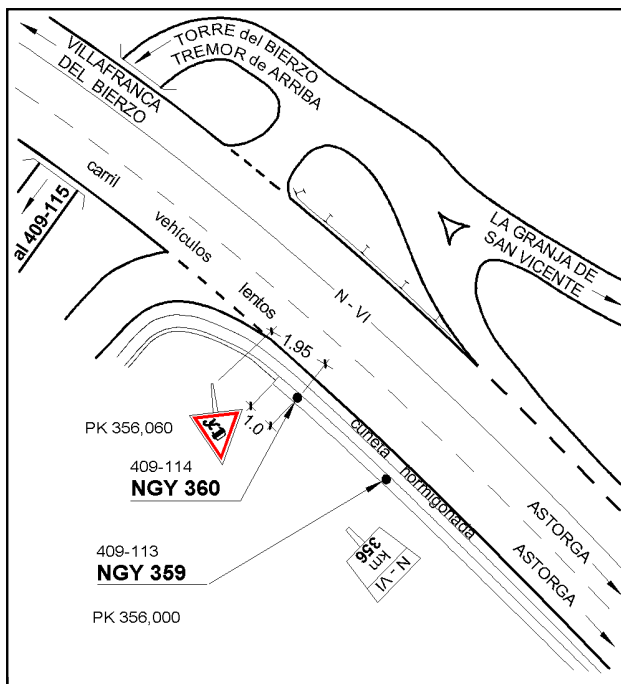 TORRE del BIERZO
TREMOR de ARRIBA
VILLAFRANCA
DEL BIERZO
LA GRANJA DE
SAN VICENTE
al 409-115
carril
vehículos
lentos
N - VI
1.95
1.0
PK 356,060
409-114
NGY 360
cuneta hormigonada
409-113
NGY 359
N - VI
km
356
PK 356,000
ASTORGA
ASTORGA